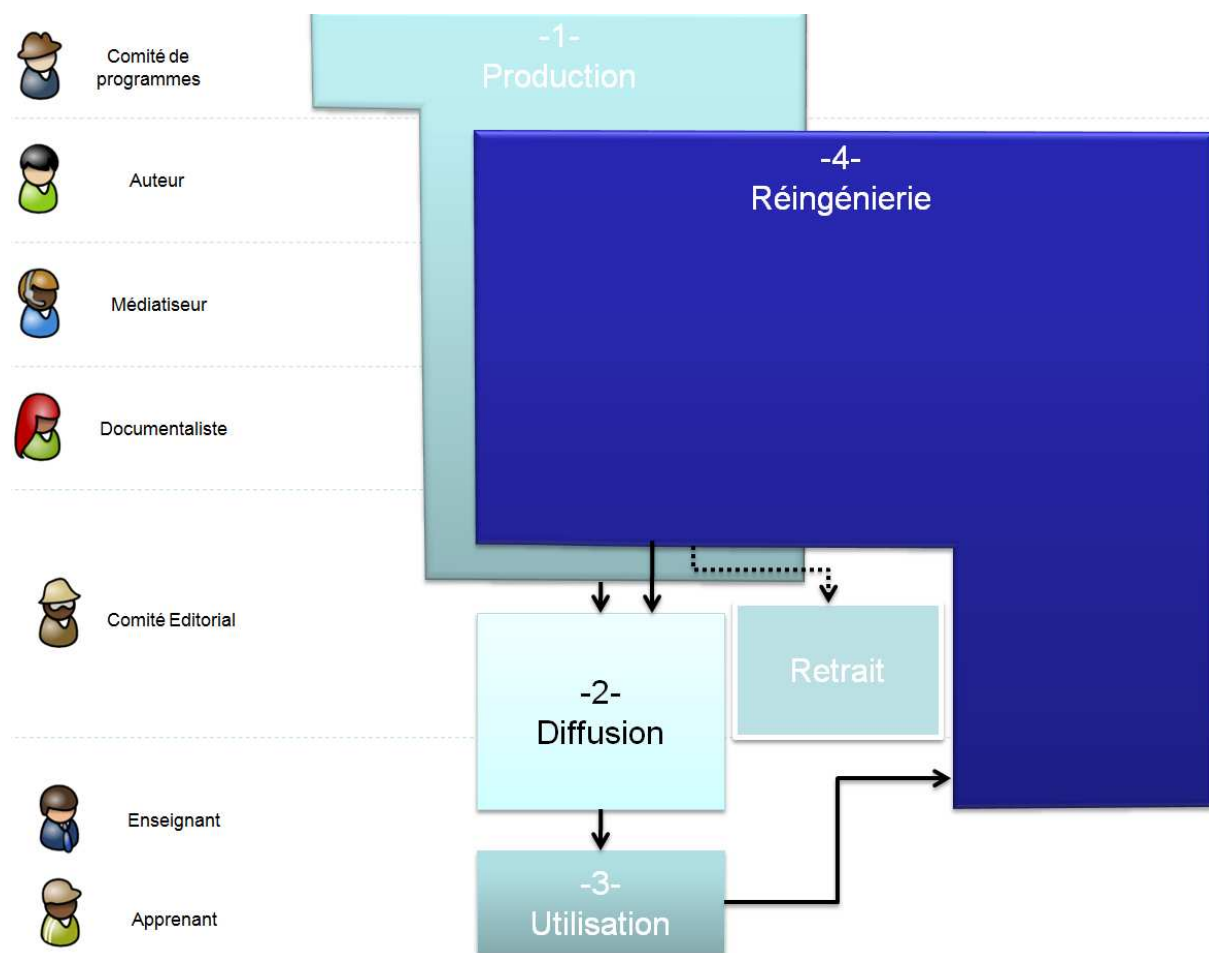 Comité de
programmes
-1-
Production
Auteur
-4-
Réingénierie
Médiatiseur
Documentaliste
Comité Editorial
-2-
Diffusion
Retrait
Enseignant
Apprenant
-3-
Utilisation